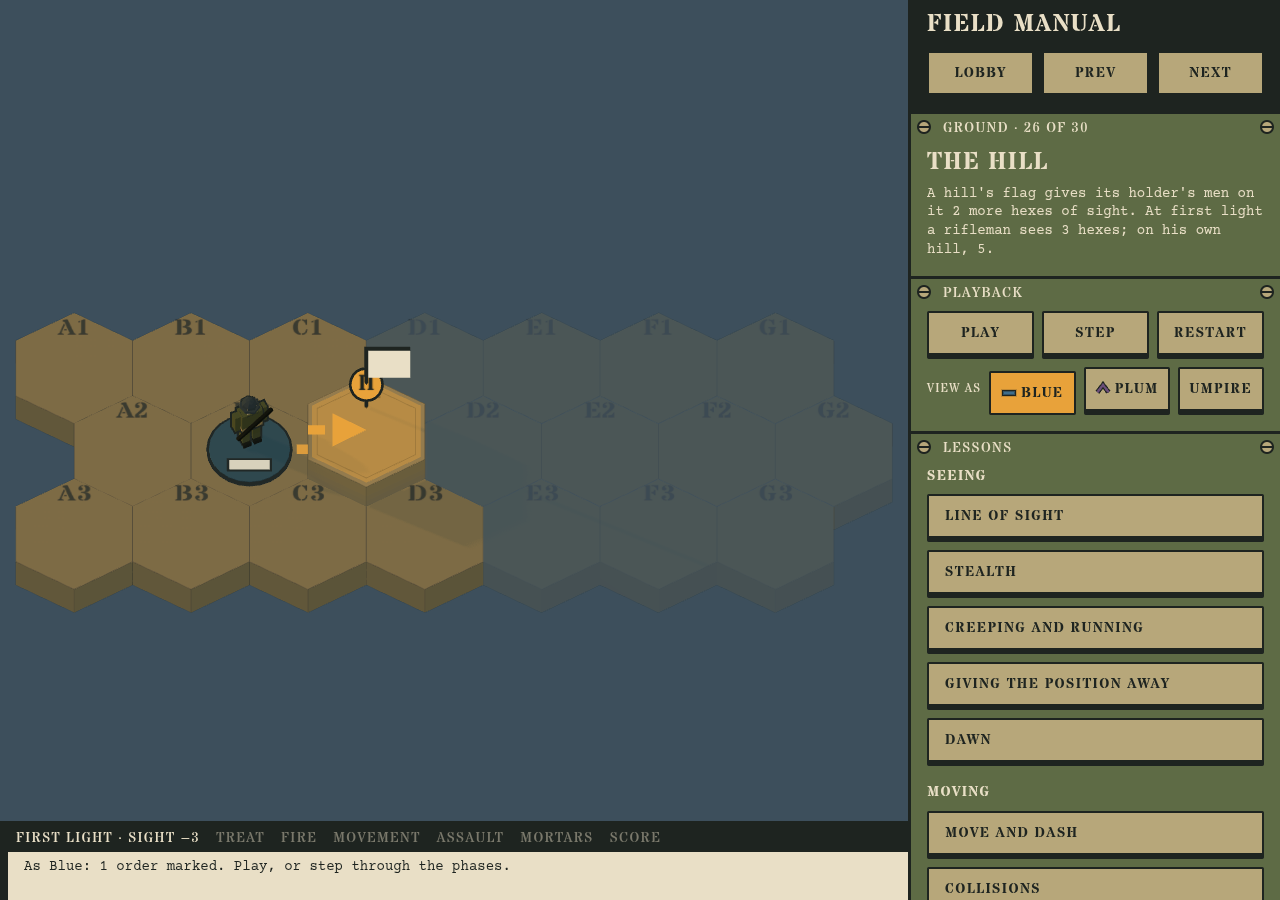 FIELD MANUAL
LOBBY PREV NEXT
GROUND · 26 OF 30
THE HILL
A hill's flag gives its holder's men on
it 2 more hexes of sight. At first light
a rifleman sees 3 hexes; on his own
hill, 5.
PLAYBACK
PLAY STEP RESTART
VIEW AS BLUE PLUM UMPIRE
LESSONS
SEEING
LINE OF SIGHT
STEALTH
CREEPING AND RUNNING
GIVING THE POSITION AWAY
DAWN
MOVING
MOVE AND DASH
COLLISIONS
A1 B1 C1 D1 E1 F1 G1
H
A2 D2 E2 F2 G2
A3 B3 C3 D3 E3 F3 G3
FIRST LIGHT · SIGHT −3 TREAT FIRE MOVEMENT ASSAULT MORTARS SCORE
As Blue: 1 order marked. Play, or step through the phases.